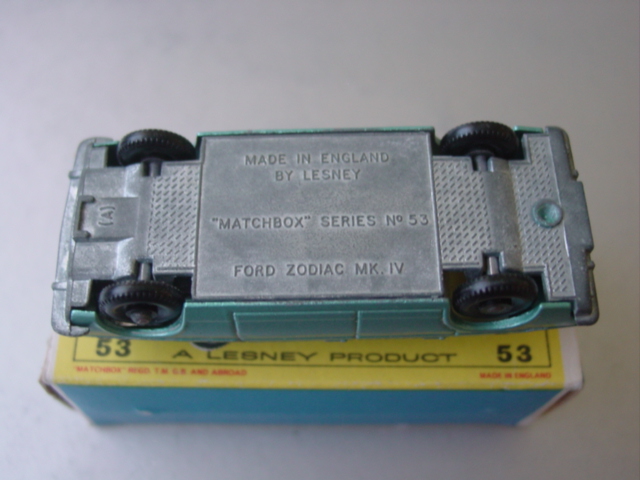 MADE IN ENGLAND
BY LESNEY
(A)
"MATCHBOX" SERIES Nº 53
FORD ZODIAC MK. IV
53 A LESNEY PRODUCT 53
"MATCHBOX" REGD. T.M. G.B. AND ABROAD MADE IN ENGLAND